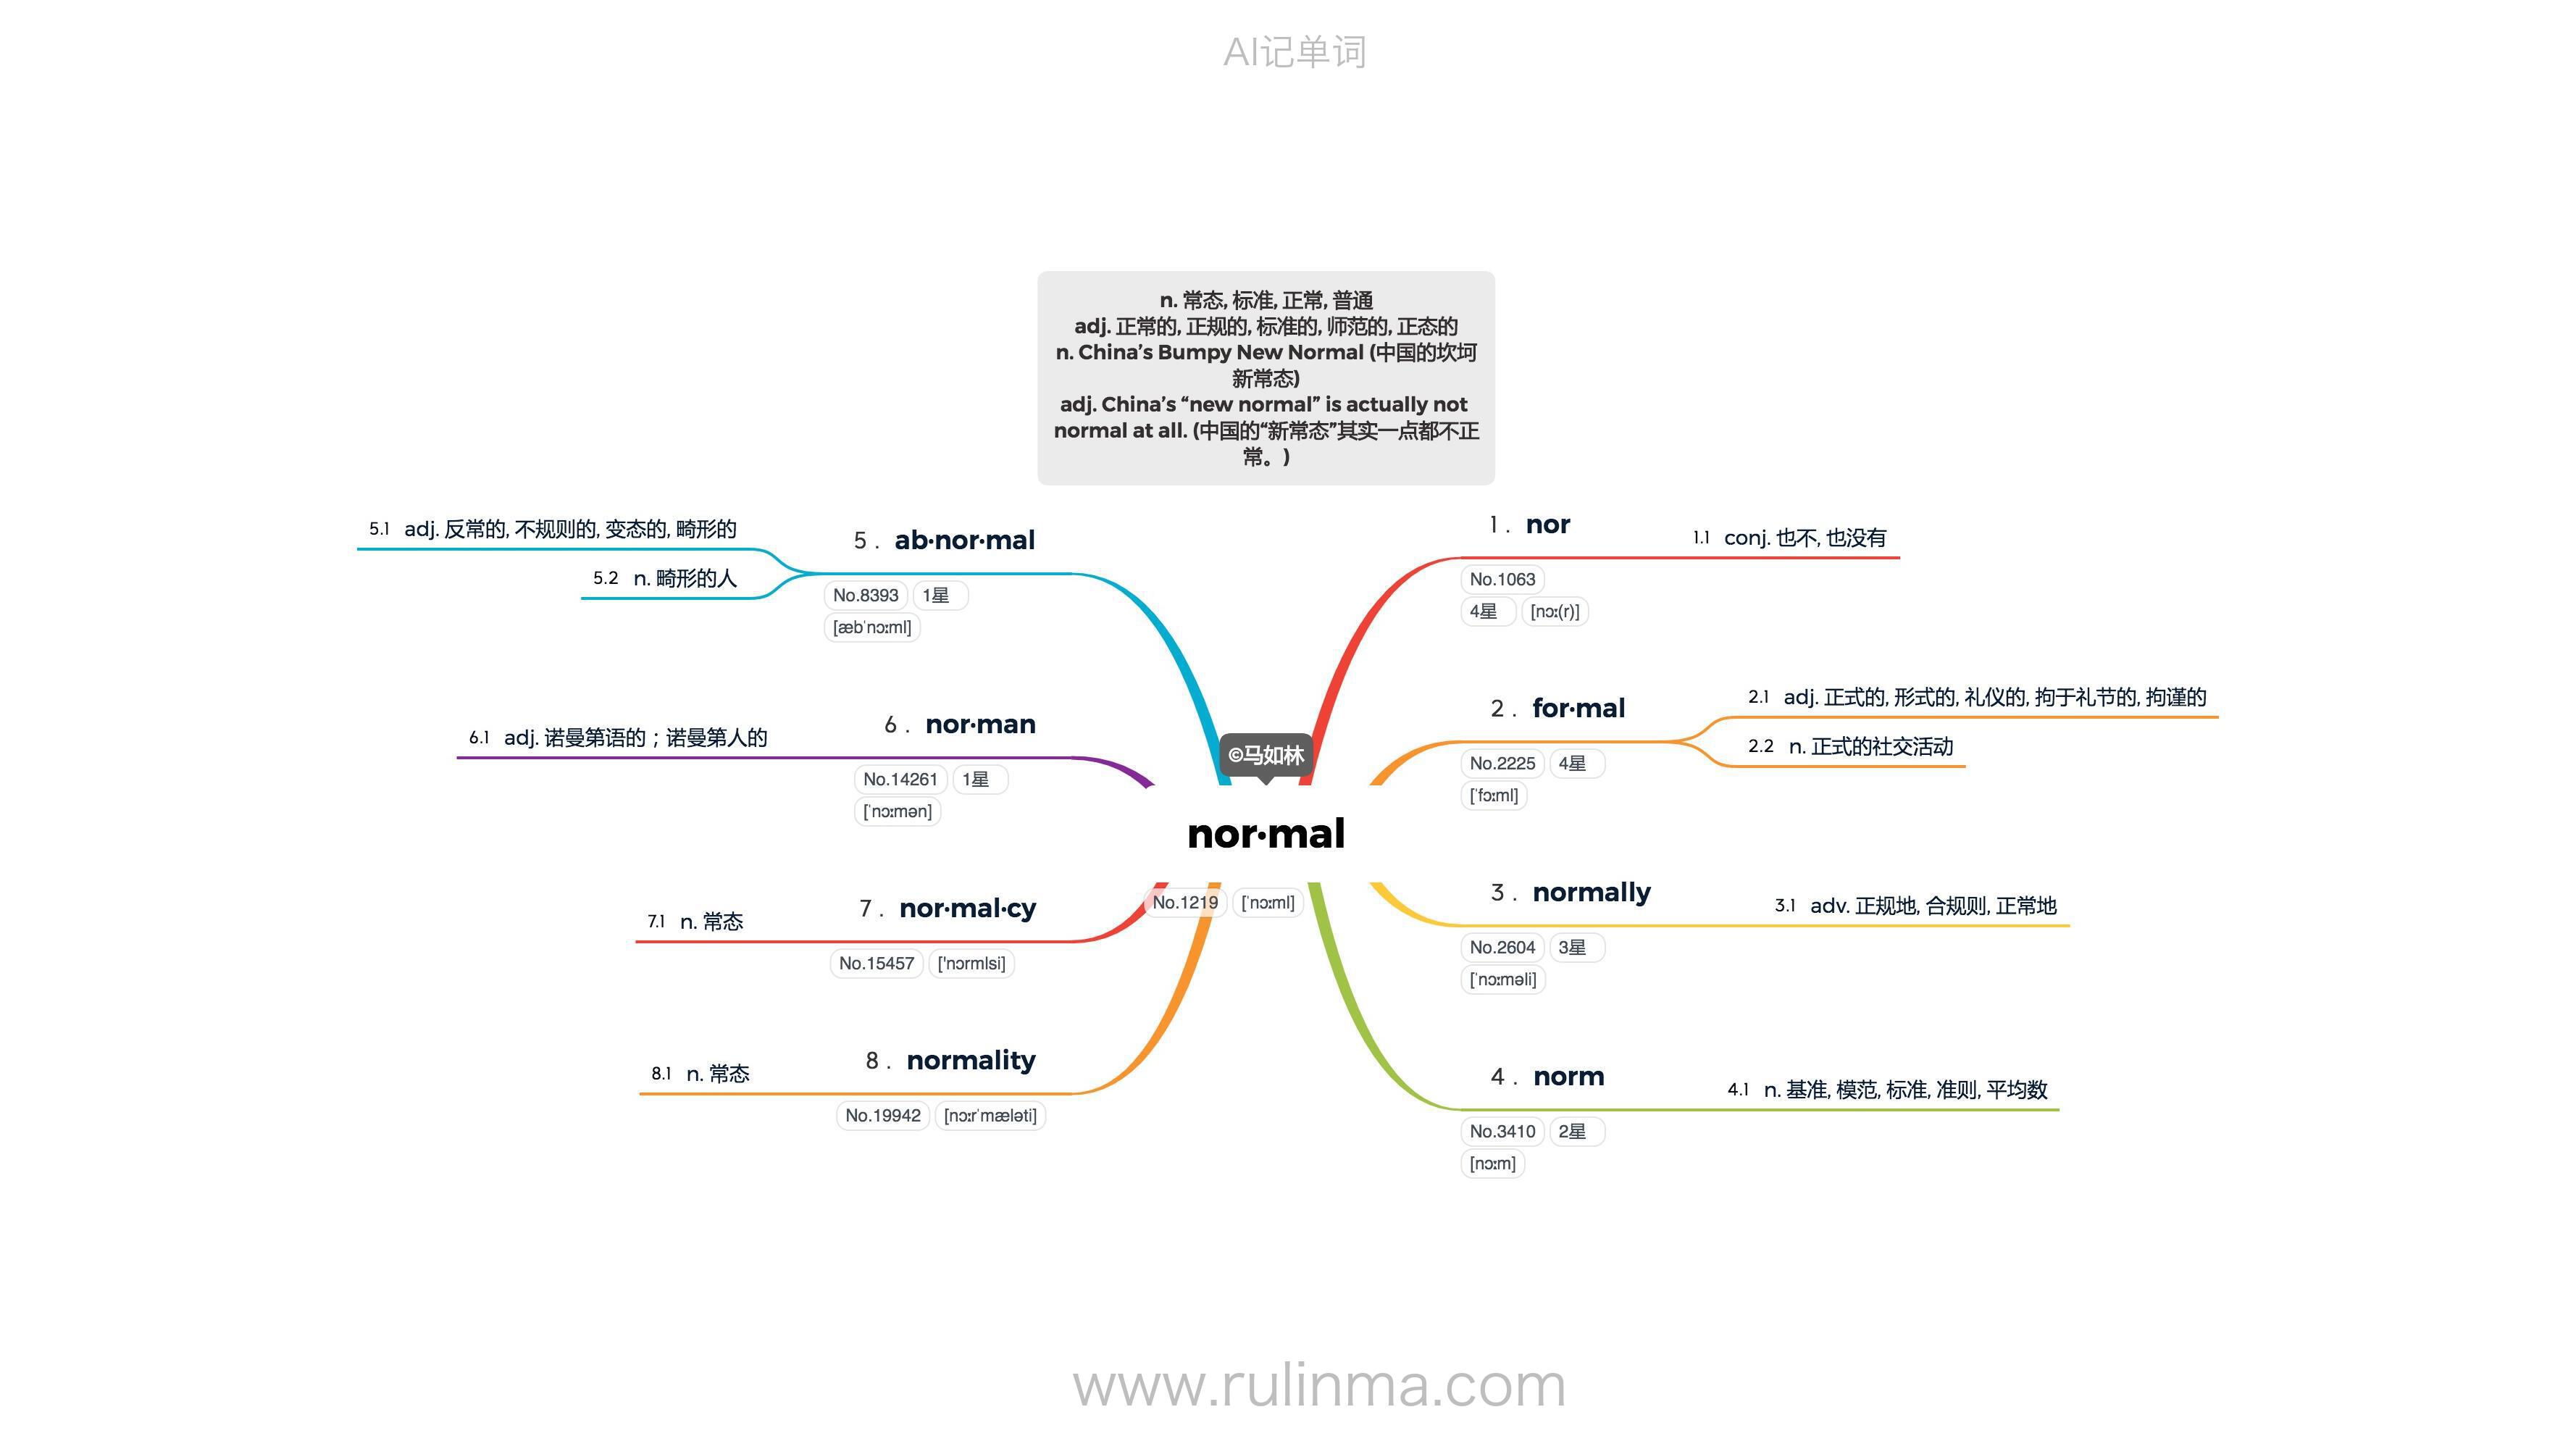 AI记单词
n. 常态, 标准, 正常, 普通
adj. 正常的, 正规的, 标准的, 师范的, 正态的
n. China’s Bumpy New Normal (中国的坎坷
新常态)
adj. China’s “new normal” is actually not
normal at all. (中国的“新常态”其实一点都不正
常。)
©马如林
nor·mal
No.1219 [ˈnɔːml]
1 . nor
1.1 conj. 也不, 也没有
No.1063
4星 [nɔː(r)]
2 . for·mal
2.1 adj. 正式的, 形式的, 礼仪的, 拘于礼节的, 拘谨的
2.2 n. 正式的社交活动
No.2225 4星
[ˈfɔːml]
3 . normally
3.1 adv. 正规地, 合规则, 正常地
No.2604 3星
[ˈnɔːməli]
4 . norm
4.1 n. 基准, 模范, 标准, 准则, 平均数
No.3410 2星
[nɔːm]
5 . ab·nor·mal
5.1 adj. 反常的, 不规则的, 变态的, 畸形的
5.2 n. 畸形的人
No.8393 1星
[æbˈnɔːml]
6 . nor·man
6.1 adj. 诺曼第语的；诺曼第人的
No.14261 1星
[ˈnɔːmən]
7 . nor·mal·cy
7.1 n. 常态
No.15457 ['nɔrmlsi]
8 . normality
8.1 n. 常态
No.19942 [nɔːrˈmæləti]
www.rulinma.com